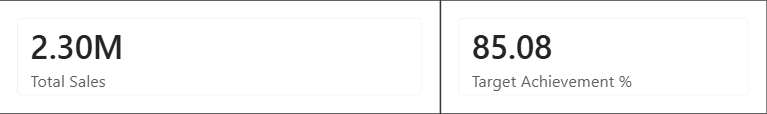 2.30M
Total Sales
85.08
Target Achievement %